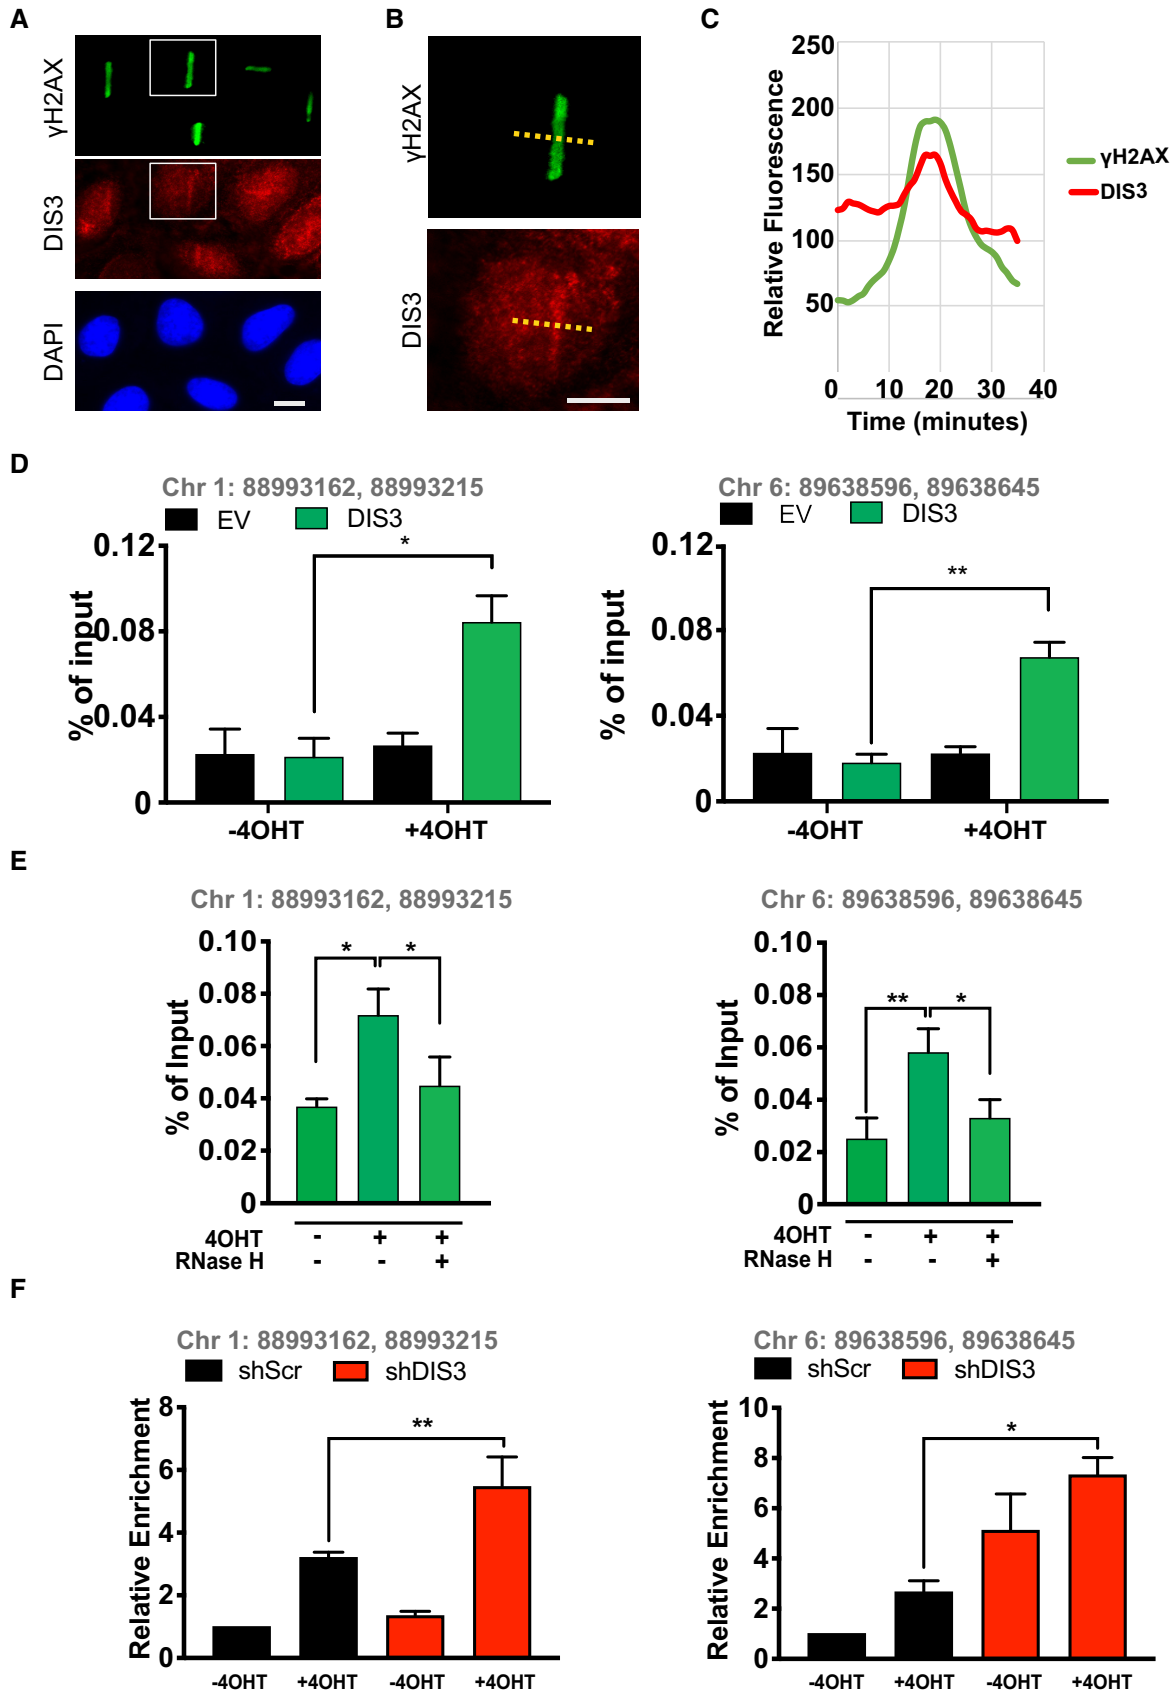 A
B
C
γH2AX
DIS3
DAPI
γH2AX
DIS3
Relative Fluorescence
250
200
150
100
50
0 10 20 30 40
Time (minutes)
γH2AX
DIS3
D
Chr 1: 88993162, 88993215
EV DIS3
% of input
0.12
0.08
0.04
0
*
-4OHT +4OHT
Chr 6: 89638596, 89638645
EV DIS3
% of input
0.12
0.08
0.04
0
**
-4OHT +4OHT
E
Chr 1: 88993162, 88993215
% of Input
0.10
0.08
0.06
0.04
0.02
0
* *
4OHT - + +
RNase H - - +
Chr 6: 89638596, 89638645
% of Input
0.10
0.08
0.06
0.04
0.02
0
** *
4OHT - + +
RNase H - - +
F
Chr 1: 88993162, 88993215
shScr shDIS3
Relative Enrichment
8
6
4
2
0
**
-4OHT +4OHT -4OHT +4OHT
Chr 6: 89638596, 89638645
shScr shDIS3
Relative Enrichment
10
8
6
4
2
0
*
-4OHT +4OHT -4OHT +4OHT